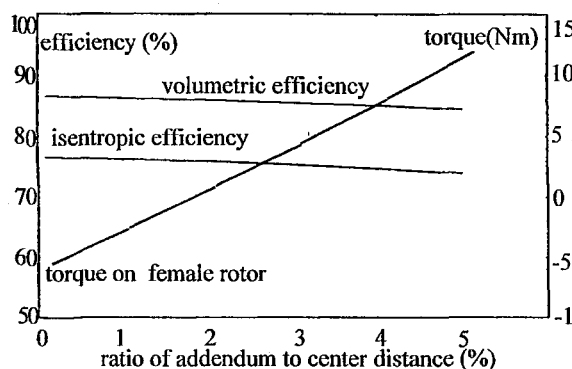 100
efficiency (%)
torque(Nm)
15
90
volumetric efficiency
10
80
isentropic efficiency
5
70
0
60
torque on female rotor
-5
50
-1
0 1 2 3 4 5
ratio of addendum to center distance (%)